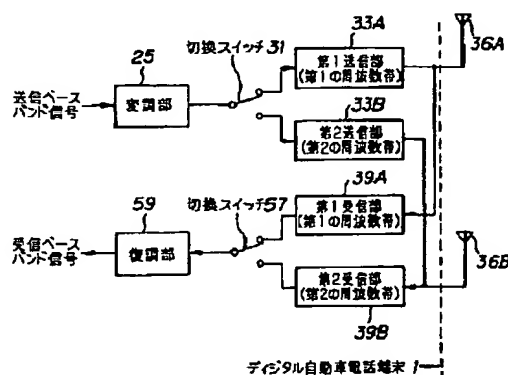 33A
36A
切換スイッチ31
25
第1送信部
(第1の周波数帯)
送信ベース
バンド信号
変調部
33B
第2送信部
(第2の周波数帯)
39A
切換スイッチ57
59
第1受信部
(第1の周波数帯)
受信ベース
バンド信号
復調部
36B
第2受信部
(第2の周波数帯)
39B
ディジタル自動車電話端末1